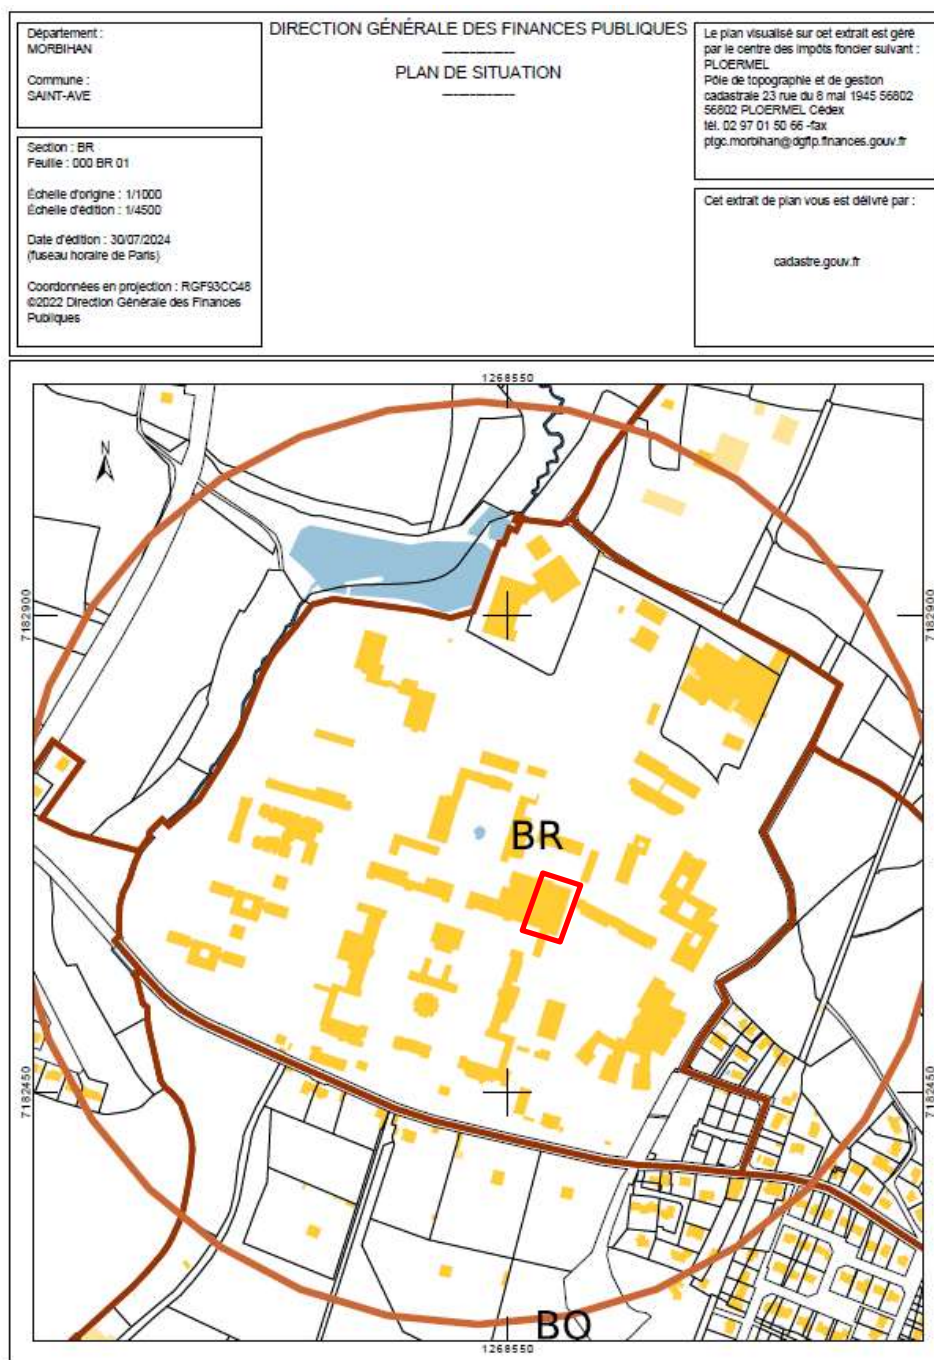 Département :
MORBIHAN
Commune :
SAINT-AVE
Section : BR
Feuille : 000 BR 01
Échelle d'origine : 1/1000
Échelle d'édition : 1/4500
Date d'édition : 30/07/2024
(fuseau horaire de Paris)
Coordonnées en projection : RGF93CC48
©2022 Direction Générale des Finances
Publiques
DIRECTION GÉNÉRALE DES FINANCES PUBLIQUES
-------------------
PLAN DE SITUATION
-------------------
Le plan visualisé sur cet extrait est géré
par le centre des impôts foncier suivant :
PLOERMEL
Pôle de topographie et de gestion
cadastrale 23 rue du 8 mai 1945 56802
56802 PLOERMEL Cédex
tél. 02 97 01 50 66 -fax
ptgc.morbihan@dgfip.finances.gouv.fr
Cet extrait de plan vous est délivré par :
cadastre.gouv.fr
1268550
N
7182900
7182900
BR
7182450
7182450
BO
1268550